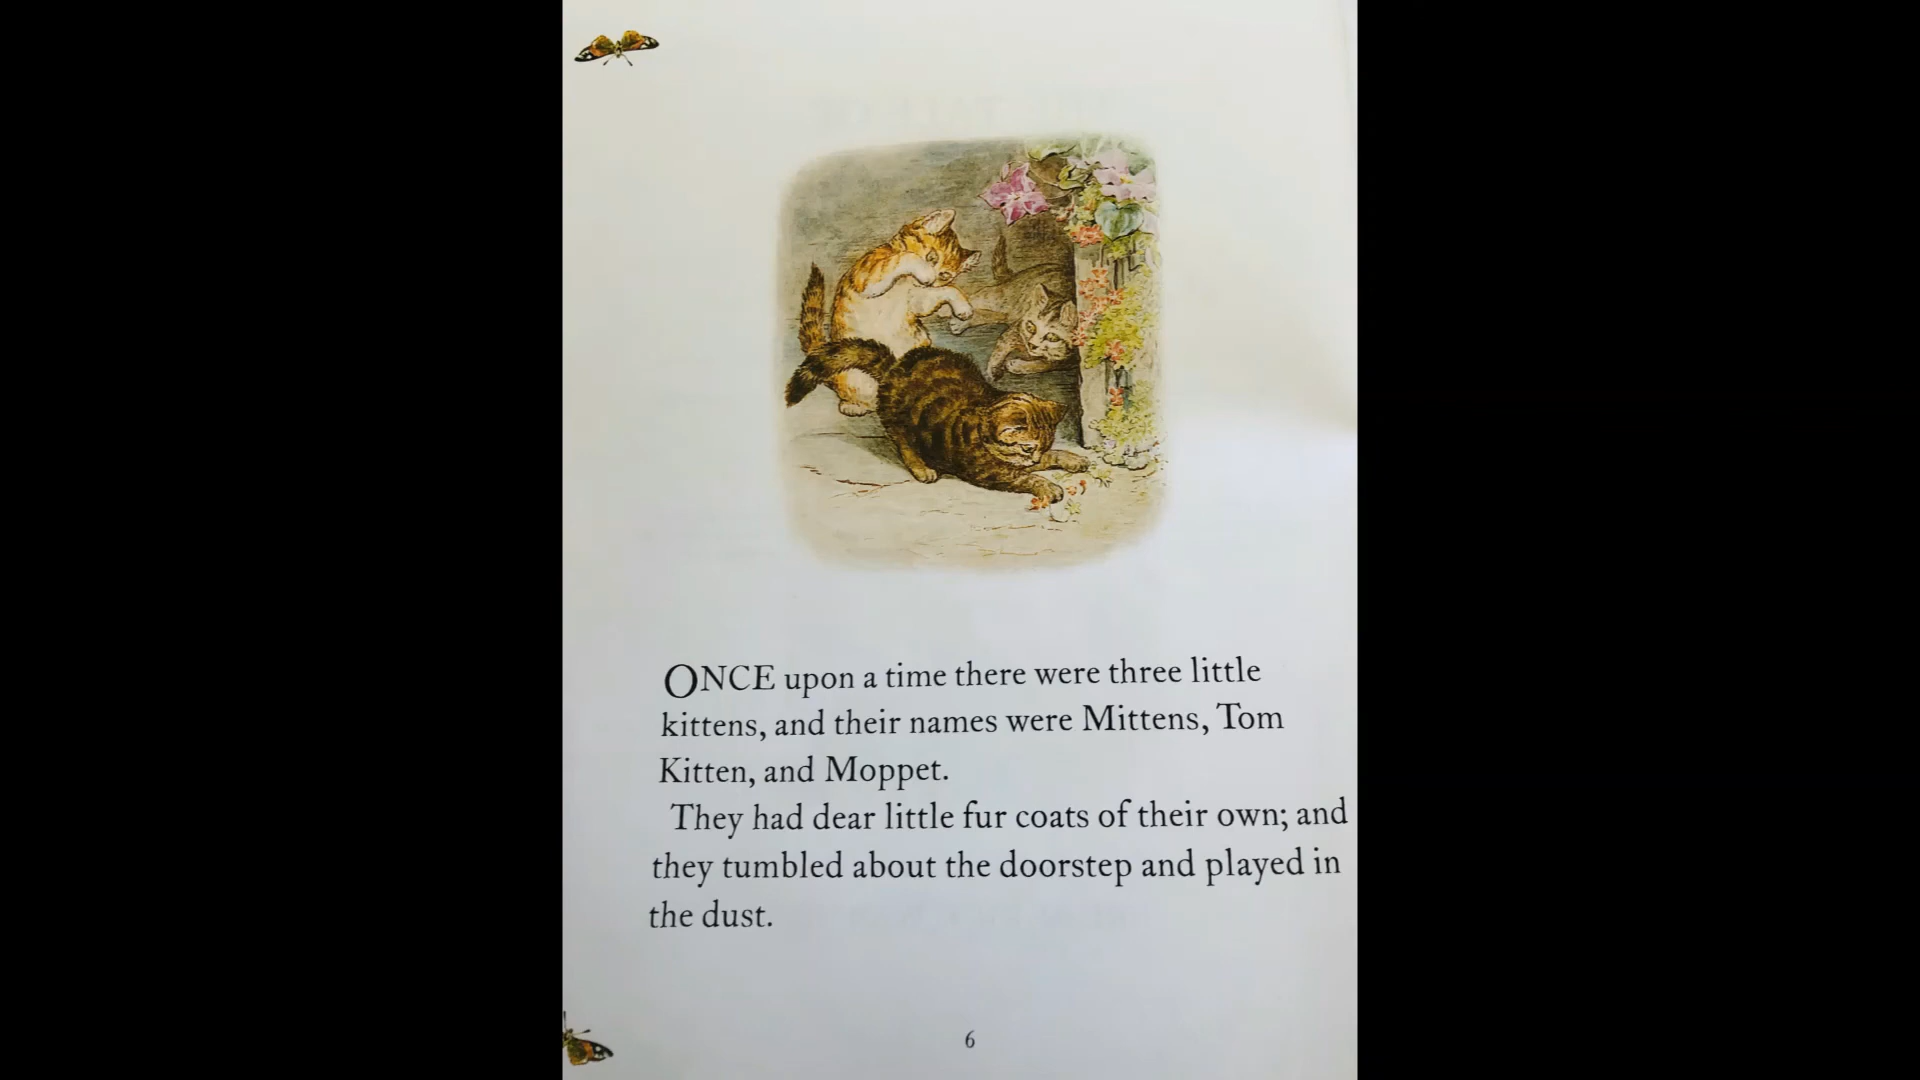 ONCE upon a time there were three little
kittens, and their names were Mittens, Tom
Kitten, and Moppet.
They had dear little fur coats of their own; and
they tumbled about the doorstep and played in
the dust.
6